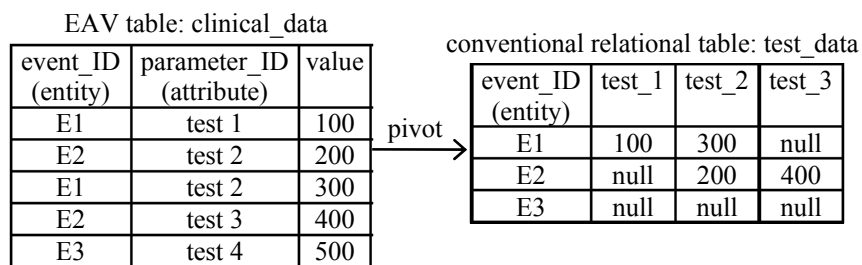 EAV table: clinical_data
event_ID parameter_ID value
(entity) (attribute)
E1 test 1 100
E2 test 2 200
E1 test 2 300
E2 test 3 400
E3 test 4 500
pivot
conventional relational table: test_data
event_ID test_1 test_2 test_3
(entity)
E1 100 300 null
E2 null 200 400
E3 null null null